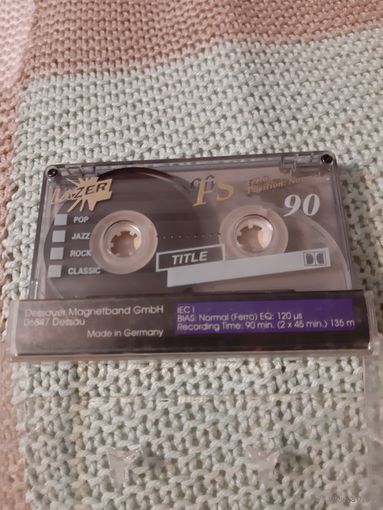 LAZER
FS
Position: Normal
90
POP
JAZZ
ROCK
CLASSIC
TITLE
Dessauer Magnetband GmbH
06847 Dessau
Made in Germany
IEC I
BIAS: Normal (Ferro) EQ: 120 µs
Recording Time: 90 min. (2 x 45 min.) 135 m